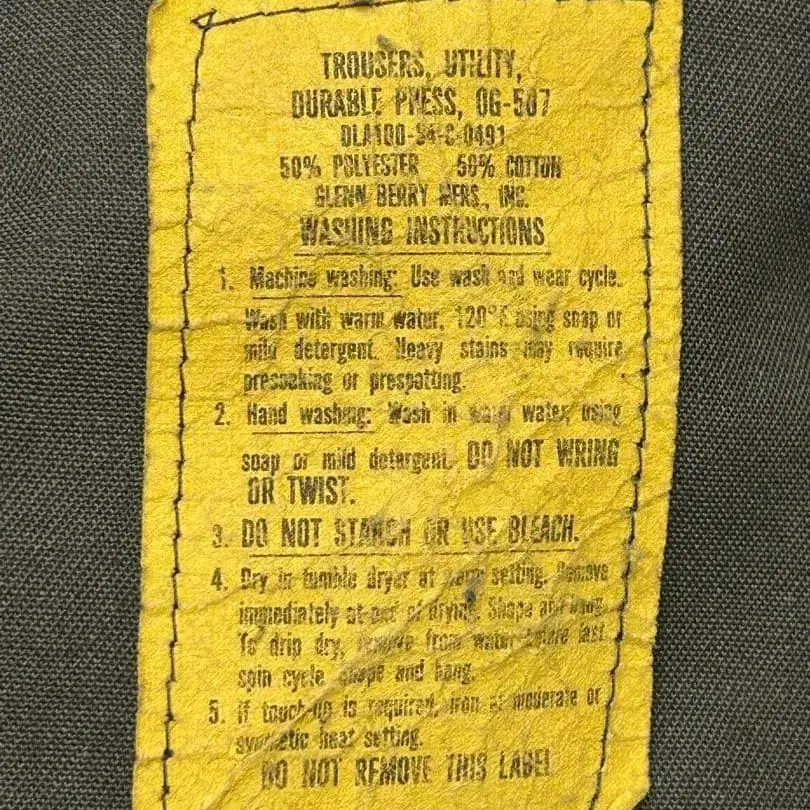 TROUSERS, UTILITY,
DURABLE PRESS, OG-507
DLA100-84-C-0491
50% POLYESTER 50% COTTON
GLENN BERRY MFRS., INC.
WASHING INSTRUCTIONS
1. Machine washing: Use wash and wear cycle.
Wash with warm water, 120°F. using soap or
mild detergent. Heavy stains may require
presoaking or prespotting.
2. Hand washing: Wash in warm water, using
soap or mild detergent. DO NOT WRING
OR TWIST.
3. DO NOT STARCH OR USE BLEACH.
4. Dry in tumble dryer at warm setting. Remove
immediately at end of drying. Shape and hang.
To drip dry, remove from water before last
spin cycle, shape and hang.
5. If touch-up is required, iron at moderate or
synthetic heat setting.
DO NOT REMOVE THIS LABEL